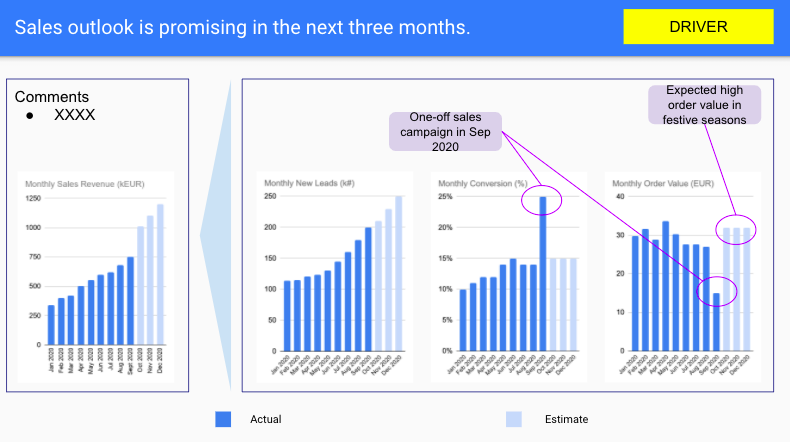 Sales outlook is promising in the next three months.
DRIVER
Comments
● XXXX
One-off sales
campaign in Sep
2020
Expected high
order value in
festive seasons
Monthly Sales Revenue (kEUR)
1250
1000
750
500
250
0
Jan 2020
Feb 2020
Mar 2020
Apr 2020
May 2020
Jun 2020
Jul 2020
Aug 2020
Sept 2020
Oct 2020
Nov 2020
Dec 2020
Monthly New Leads (k#)
250
200
150
100
50
0
Jan 2020
Feb 2020
Mar 2020
Apr 2020
May 2020
Jun 2020
Jul 2020
Aug 2020
Sept 2020
Oct 2020
Nov 2020
Dec 2020
Monthly Conversion (%)
25%
20%
15%
10%
5%
0%
Jan 2020
Feb 2020
Mar 2020
Apr 2020
May 2020
Jun 2020
Jul 2020
Aug 2020
Sept 2020
Oct 2020
Nov 2020
Dec 2020
Monthly Order Value (EUR)
40
30
20
10
0
Jan 2020
Feb 2020
Mar 2020
Apr 2020
May 2020
Jun 2020
Jul 2020
Aug 2020
Sept 2020
Oct 2020
Nov 2020
Dec 2020
Actual
Estimate